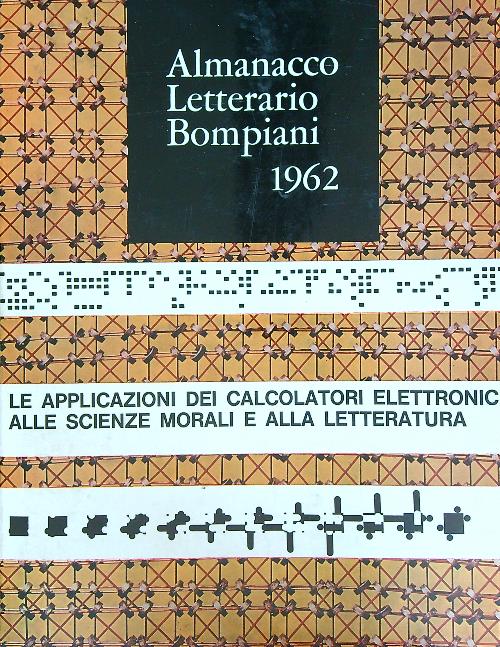 Almanacco
Letterario
Bompiani
1962
LE APPLICAZIONI DEI CALCOLATORI ELETTRONIC
ALLE SCIENZE MORALI E ALLA LETTERATURA